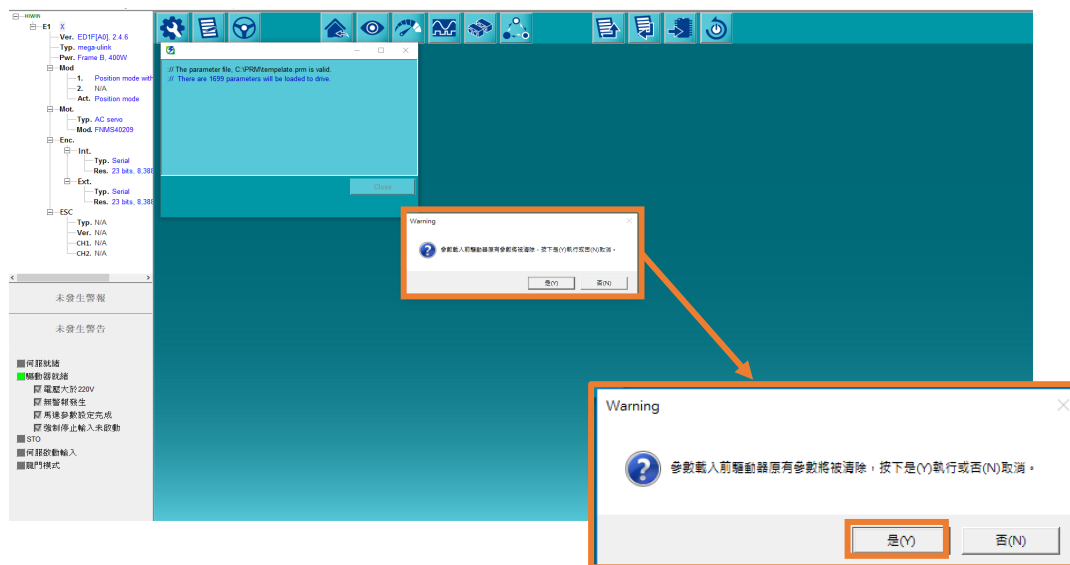 HIWIN
E1 X
Ver. ED1F[A0], 2.4.6
Typ. mega-ulink
Pwr. Frame B, 400W
Mod
1. Position mode with
2. N/A
Act. Position mode
Mot.
Typ. AC servo
Mod. FNMS40209
Enc.
Int.
Typ. Serial
Res. 23 bits, 8,388
Ext.
Typ. Serial
Res. 23 bits, 8,388
ESC
Typ. N/A
Ver. N/A
CH1. N/A
CH2. N/A
未發生警報
未發生警告
伺服就緒
驅動器就緒
電壓大於220V
無警報發生
馬達參數設定完成
強制停止輸入未啟動
STO
伺服啟動輸入
龍門模式
// The parameter file, C:\PRM\tempelate.prm is valid.
// There are 1699 parameters will be loaded to drive.
Close
Warning
參數載入前驅動器原有參數將被清除，按下是(Y)執行或否(N)取消。
是(Y) 否(N)
Warning
參數載入前驅動器原有參數將被清除，按下是(Y)執行或否(N)取消。
是(Y) 否(N)